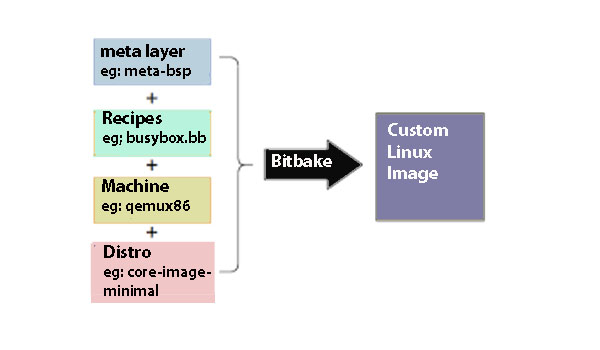 meta layer
eg: meta-bsp
+
Recipes
eg; busybox.bb
+
Machine
eg: qemux86
+
Distro
eg: core-image-
minimal
Bitbake
Custom
Linux
Image